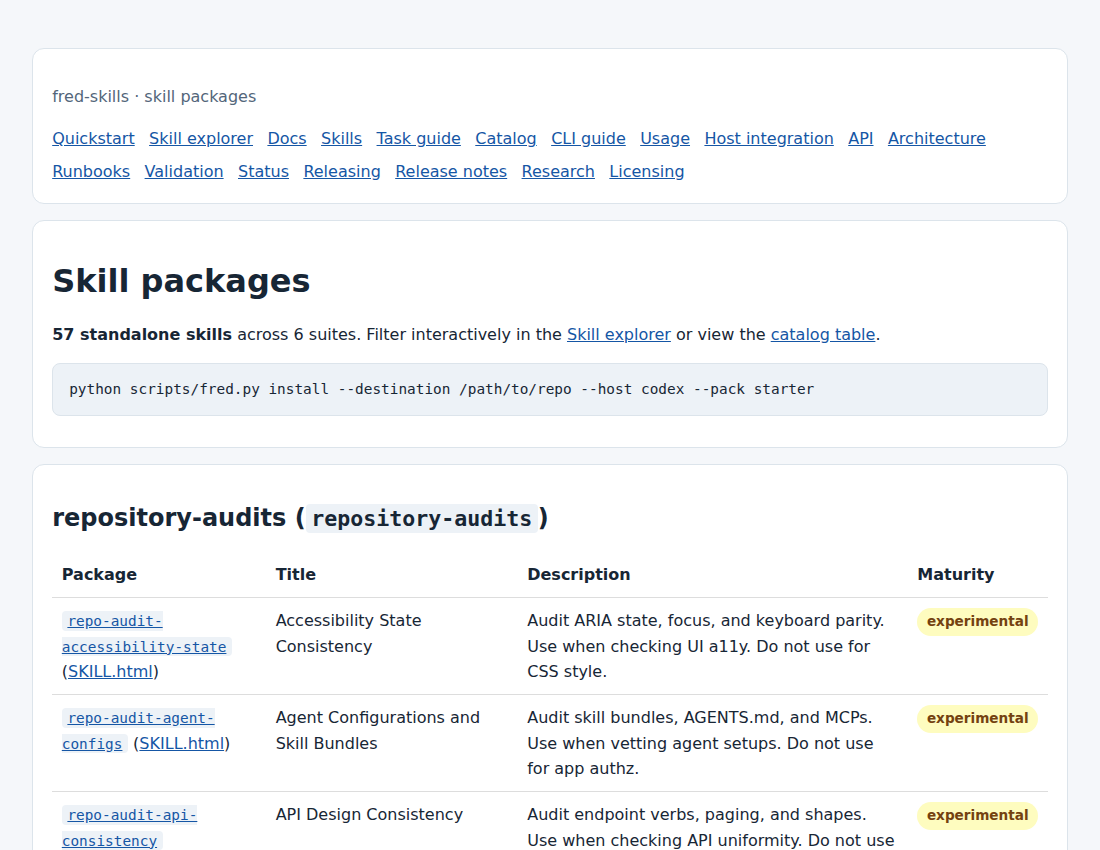 fred-skills · skill packages
Quickstart Skill explorer Docs Skills Task guide Catalog CLI guide Usage Host integration API Architecture
Runbooks Validation Status Releasing Release notes Research Licensing
Skill packages
57 standalone skills across 6 suites. Filter interactively in the Skill explorer or view the catalog table.
python scripts/fred.py install --destination /path/to/repo --host codex --pack starter
repository-audits (repository-audits)
Package Title Description Maturity
repo-audit- Accessibility State Audit ARIA state, focus, and keyboard parity. experimental
accessibility-state Consistency Use when checking UI a11y. Do not use for
(SKILL.html) CSS style.
repo-audit-agent- Agent Configurations and Audit skill bundles, AGENTS.md, and MCPs. experimental
configs (SKILL.html) Skill Bundles Use when vetting agent setups. Do not use
for app authz.
repo-audit-api- API Design Consistency Audit endpoint verbs, paging, and shapes. experimental
consistency Use when checking API uniformity. Do not use